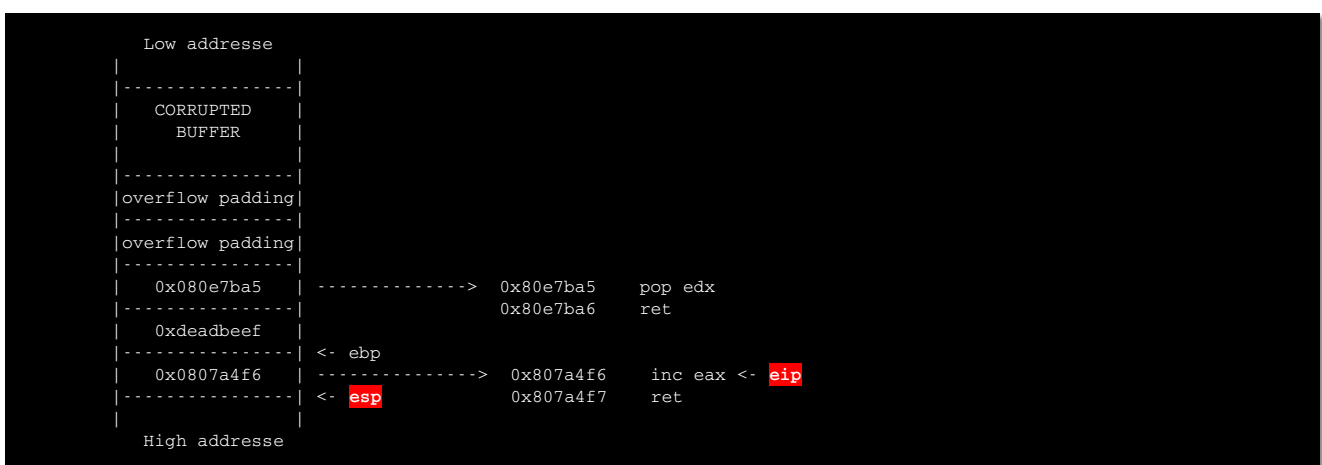 Low addresse
|                |
|----------------|
|   CORRUPTED    |
|     BUFFER     |
|                |
|----------------|
|overflow padding|
|----------------|
|overflow padding|
|----------------|
|   0x080e7ba5   | --------------> 0x80e7ba5 pop edx
|----------------| 0x80e7ba6 ret
|   0xdeadbeef   |
|----------------| <- ebp
|   0x0807a4f6   | ---------------> 0x807a4f6 inc eax <- eip
|----------------| <- esp 0x807a4f7 ret
|                |
High addresse